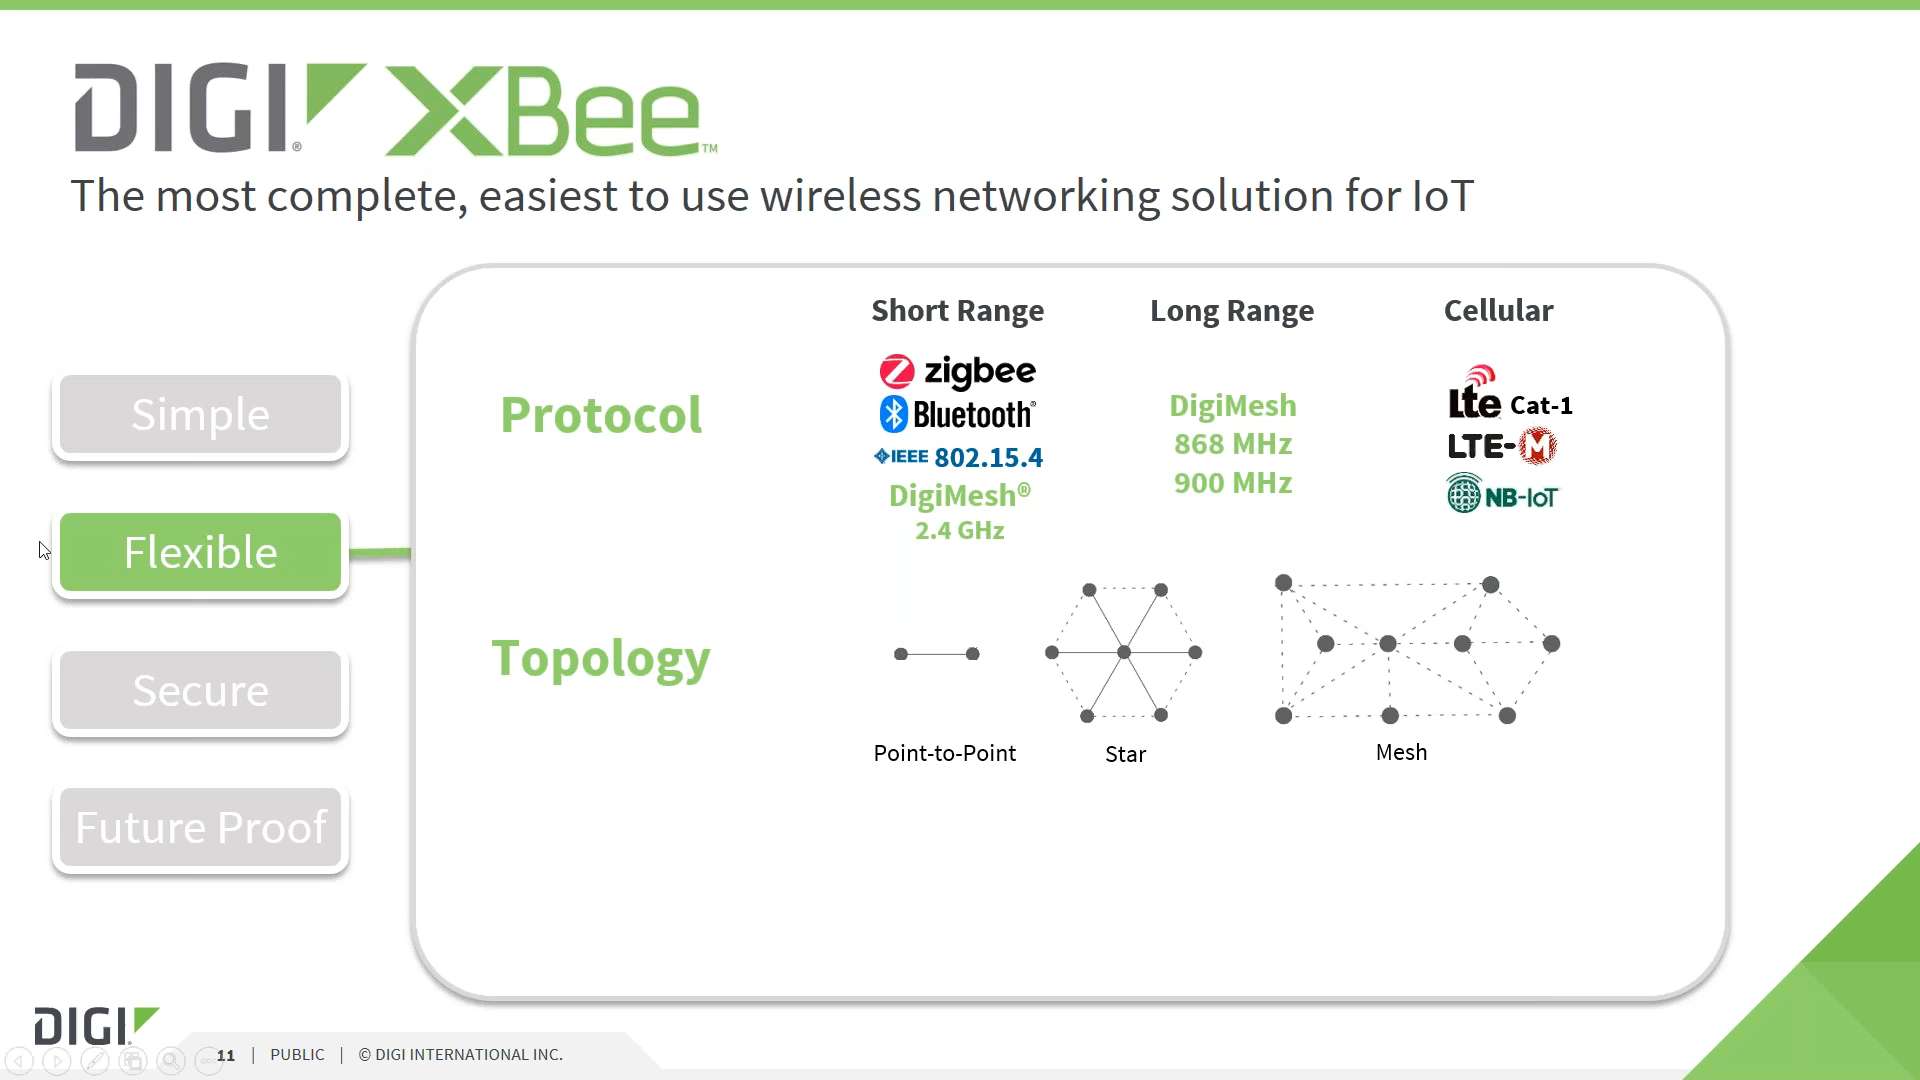 DIGI® XBee™
The most complete, easiest to use wireless networking solution for IoT
Simple
Flexible
Secure
Future Proof
Short Range
Long Range
Cellular
Protocol
zigbee
Bluetooth®
IEEE 802.15.4
DigiMesh®
2.4 GHz
DigiMesh
868 MHz
900 MHz
Lte Cat-1
LTE-M
NB-IoT
Topology
Point-to-Point
Star
Mesh
DIGI®
11 | PUBLIC | © DIGI INTERNATIONAL INC.